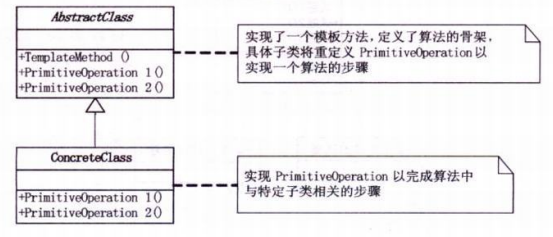 AbstractClass
+TemplateMethod ()
+PrimitiveOperation 1()
+PrimitiveOperation 2()
实现了一个模板方法，定义了算法的骨架，
具体子类将重定义 PrimitiveOperation 以
实现一个算法的步骤
ConcreteClass
+PrimitiveOperation 1()
+PrimitiveOperation 2()
实现 PrimitiveOperation 以完成算法中
与特定子类相关的步骤